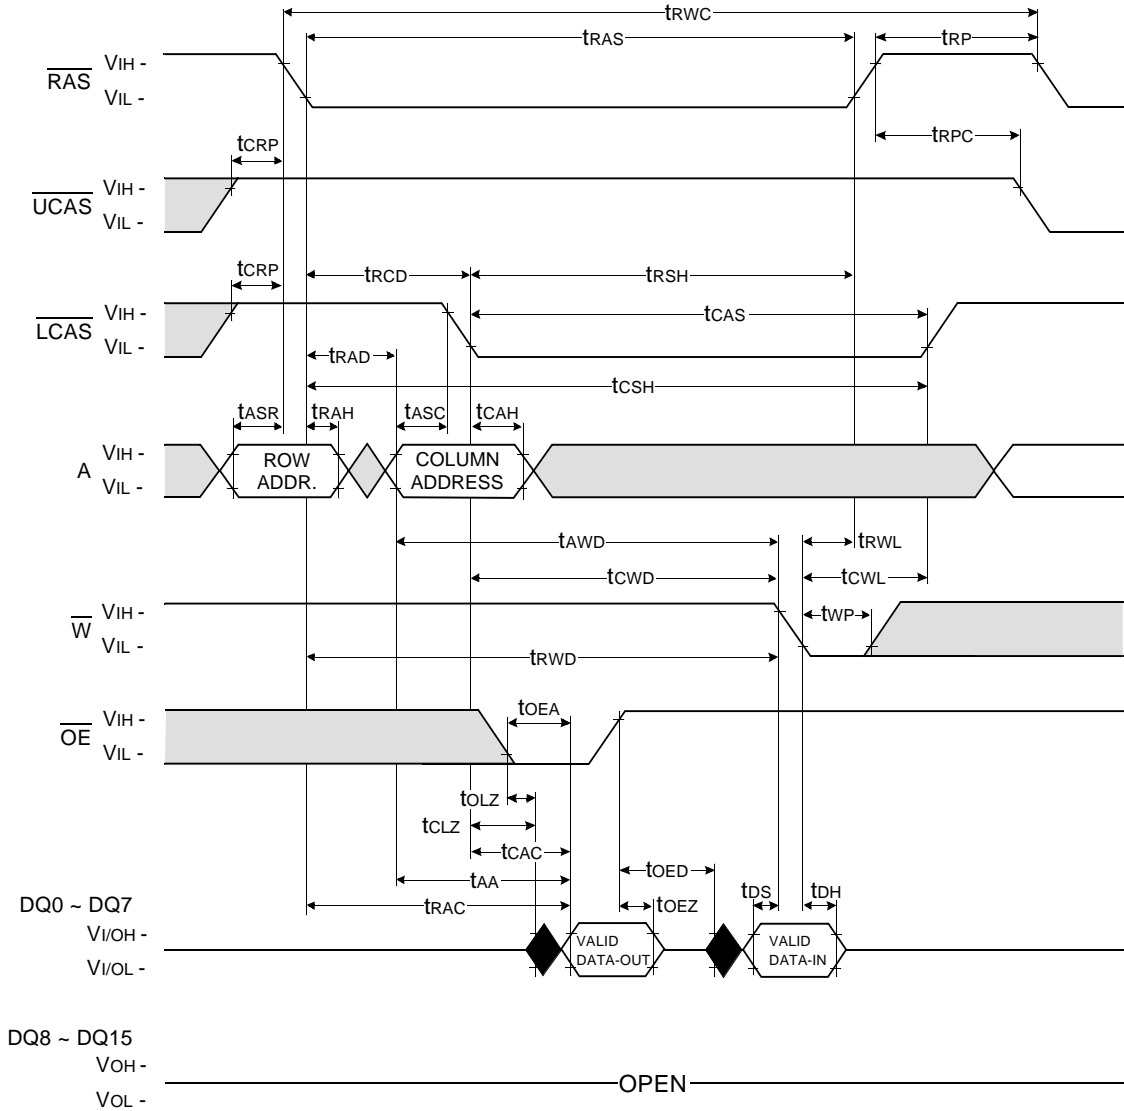 tRWC
tRAS
tRP
RAS
VIH -
VIL -
tCRP
tRPC
UCAS
VIH -
VIL -
tCRP
tRCD
tRSH
LCAS
VIH -
VIL -
tCAS
tRAD
tCSH
tASR
tRAH
tASC
tCAH
A
VIH -
VIL -
ROW
ADDR.
COLUMN
ADDRESS
tAWD
tRWL
tCWD
tCWL
W
VIH -
VIL -
tWP
tRWD
OE
VIH -
VIL -
tOEA
tOLZ
tCLZ
tCAC
tOED
tAA
tDS
tDH
tRAC
tOEZ
DQ0 ~ DQ7
VI/OH -
VI/OL -
VALID
DATA-OUT
VALID
DATA-IN
DQ8 ~ DQ15
VOH -
VOL -
OPEN